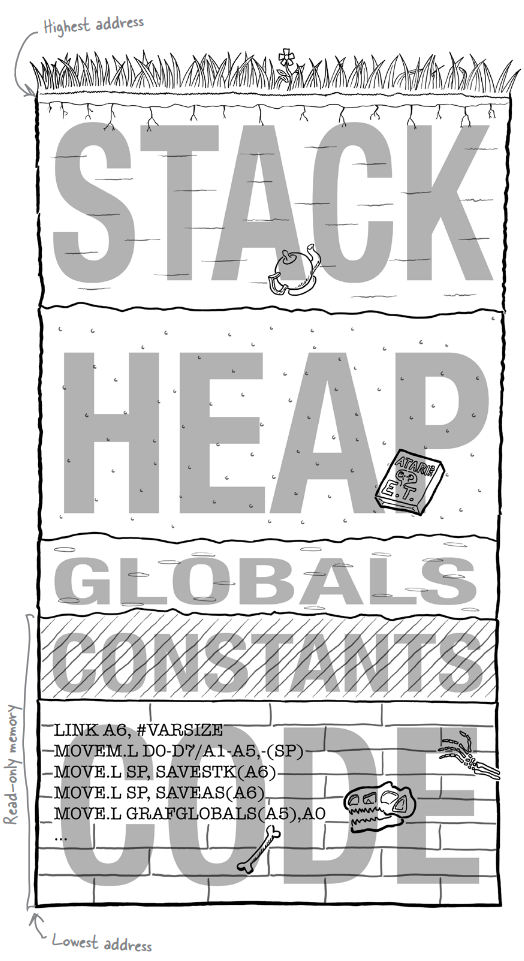 Highest address
STACK
HEAP
ATARI
E.T.
GLOBALS
CONSTANTS
Read-only memory
CODE
LINK A6, #VARSIZE
MOVEM.L D0-D7/A1-A5,-(SP)
MOVE.L SP, SAVESTK(A6)
MOVE.L SP, SAVEAS(A6)
MOVE.L GRAFGLOBALS(A5),A0
...
Lowest address